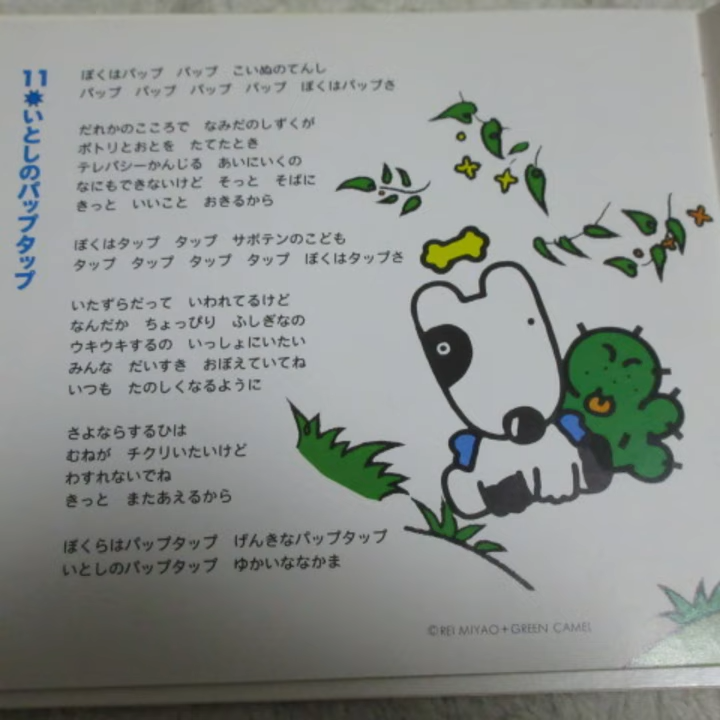 11
✹いとしのパップタップ
ぼくはパップ　パップ　こいぬのてんし
パップ　パップ　パップ　パップ　ぼくはパップさ
だれかのこころで　なみだのしずくが
ポトリとおとを　たてたとき
テレパシーかんじる　あいにいくの
なにもできないけど　そっと　そばに
きっと　いいこと　おきるから
ぼくはタップ　タップ　サボテンのこども
タップ　タップ　タップ　タップ　ぼくはタップさ
いたずらだって　いわれてるけど
なんだか　ちょっぴり　ふしぎなの
ウキウキするの　いっしょにいたい
みんな　だいすき　おぼえていてね
いつも　たのしくなるように
さよならするひは
むねが　チクリいたいけど
わすれないでね
きっと　またあえるから
ぼくらはパップタップ　げんきなパップタップ
いとしのパップタップ　ゆかいななかま
©REI MIYAO+GREEN CAMEL